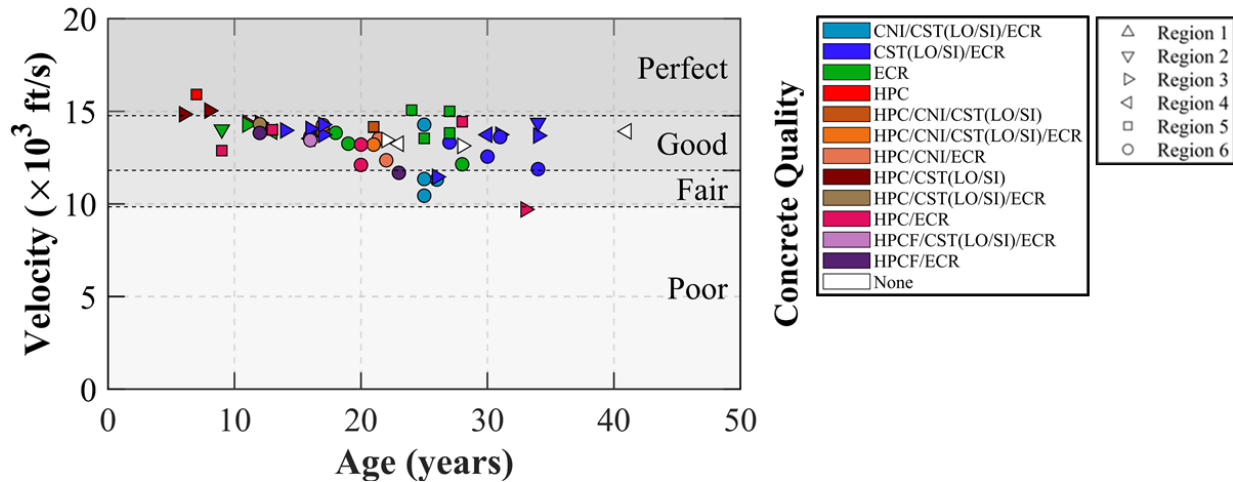 20
15
10
5
0
Velocity (×10³ ft/s)
Perfect
Good
Fair
Poor
0 10 20 30 40 50
Age (years)
Concrete Quality
CNI/CST(LO/SI)/ECR
CST(LO/SI)/ECR
ECR
HPC
HPC/CNI/CST(LO/SI)
HPC/CNI/CST(LO/SI)/ECR
HPC/CNI/ECR
HPC/CST(LO/SI)
HPC/CST(LO/SI)/ECR
HPC/ECR
HPCF/CST(LO/SI)/ECR
HPCF/ECR
None
Region 1
Region 2
Region 3
Region 4
Region 5
Region 6